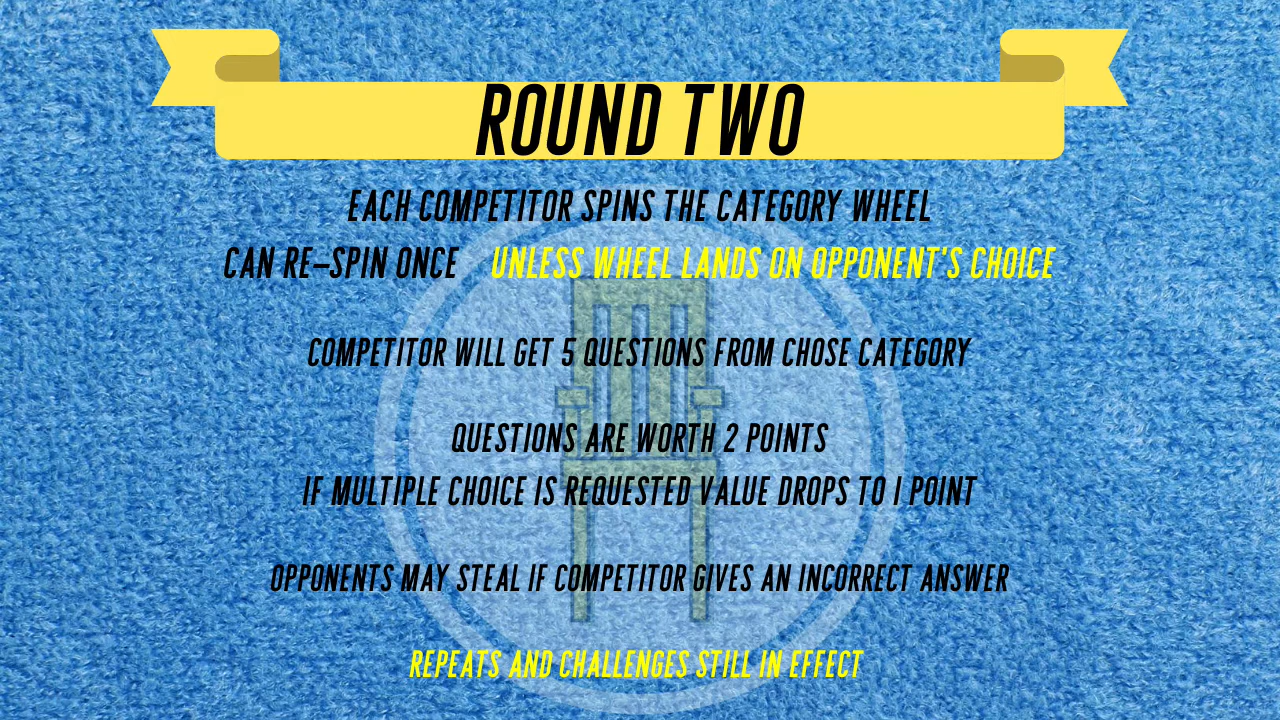 ROUND TWO
EACH COMPETITOR SPINS THE CATEGORY WHEEL
CAN RE-SPIN ONCE UNLESS WHEEL LANDS ON OPPONENT'S CHOICE
COMPETITOR WILL GET 5 QUESTIONS FROM CHOSE CATEGORY
QUESTIONS ARE WORTH 2 POINTS
IF MULTIPLE CHOICE IS REQUESTED VALUE DROPS TO 1 POINT
OPPONENTS MAY STEAL IF COMPETITOR GIVES AN INCORRECT ANSWER
REPEATS AND CHALLENGES STILL IN EFFECT